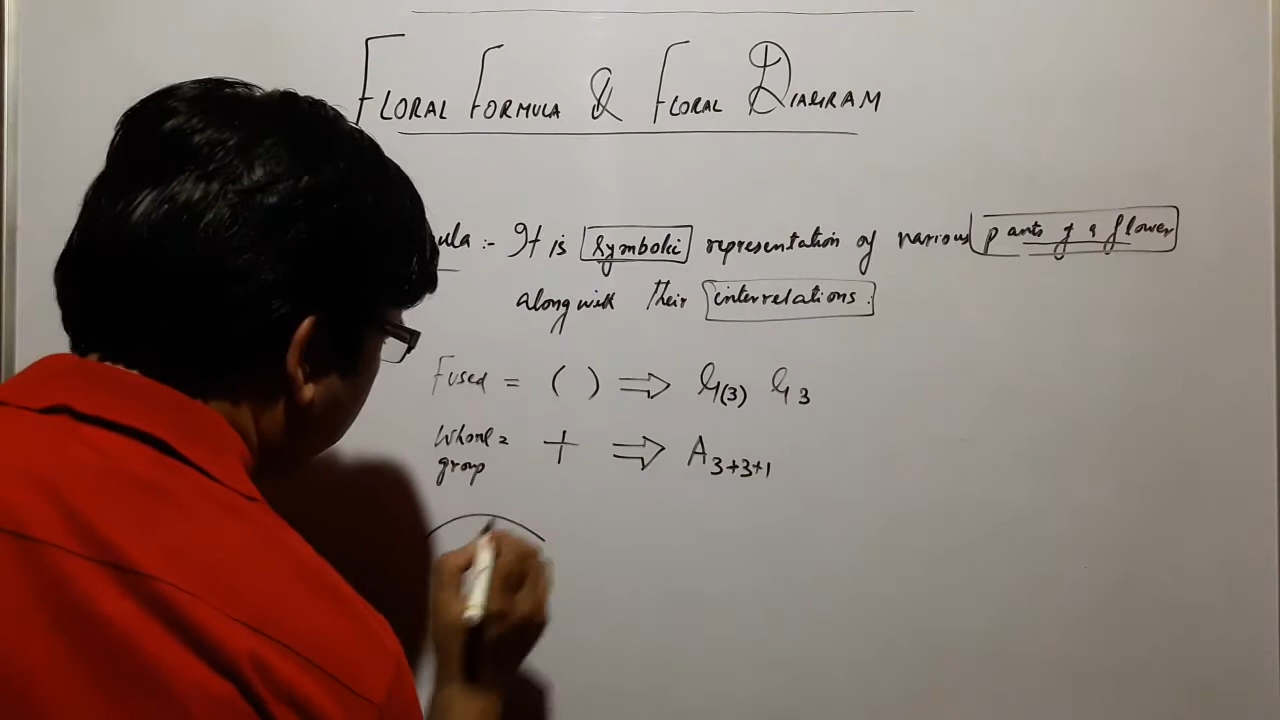 FLORAL FORMULA & FLORAL DIAGRAM
ula :- It is Symbolic representation of various parts of a flower
along with their interrelations.
Fused = ( ) ⇒ G(3) G3
Whorl =
group + ⇒ A3+3+1